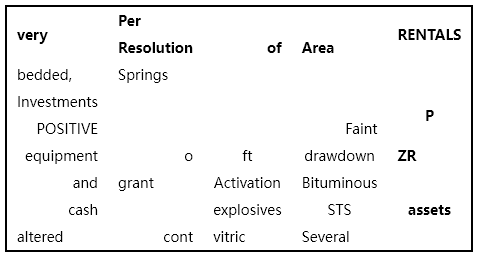 very Per Resolution of Area RENTALS
bedded, Springs
Investments P
POSITIVE Faint
equipment o ft drawdown ZR
and grant Activation Bituminous
cash explosives STS assets
altered cont vitric Several